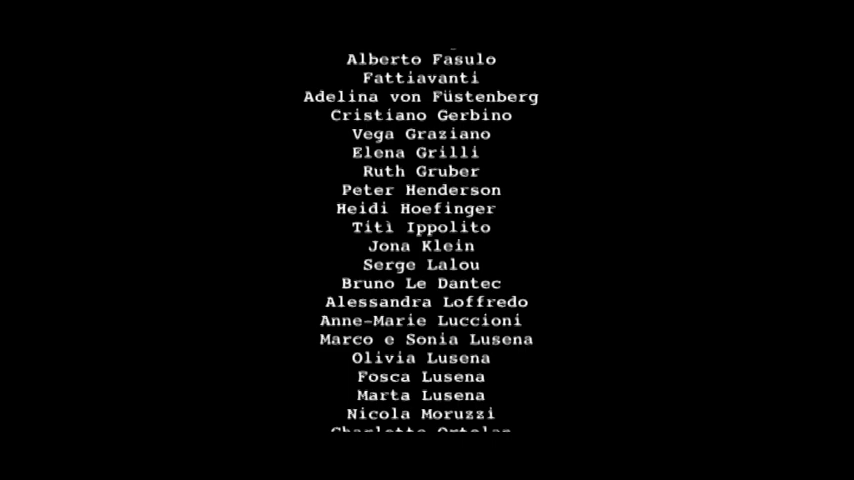 Alberto Fasulo
Fattiavanti
Adelina von Füstenberg
Cristiano Gerbino
Vega Graziano
Elena Grilli
Ruth Gruber
Peter Henderson
Heidi Hoefinger
Titì Ippolito
Jona Klein
Serge Lalou
Bruno Le Dantec
Alessandra Loffredo
Anne-Marie Luccioni
Marco e Sonia Lusena
Olivia Lusena
Fosca Lusena
Marta Lusena
Nicola Moruzzi
Charlotte Ortolan